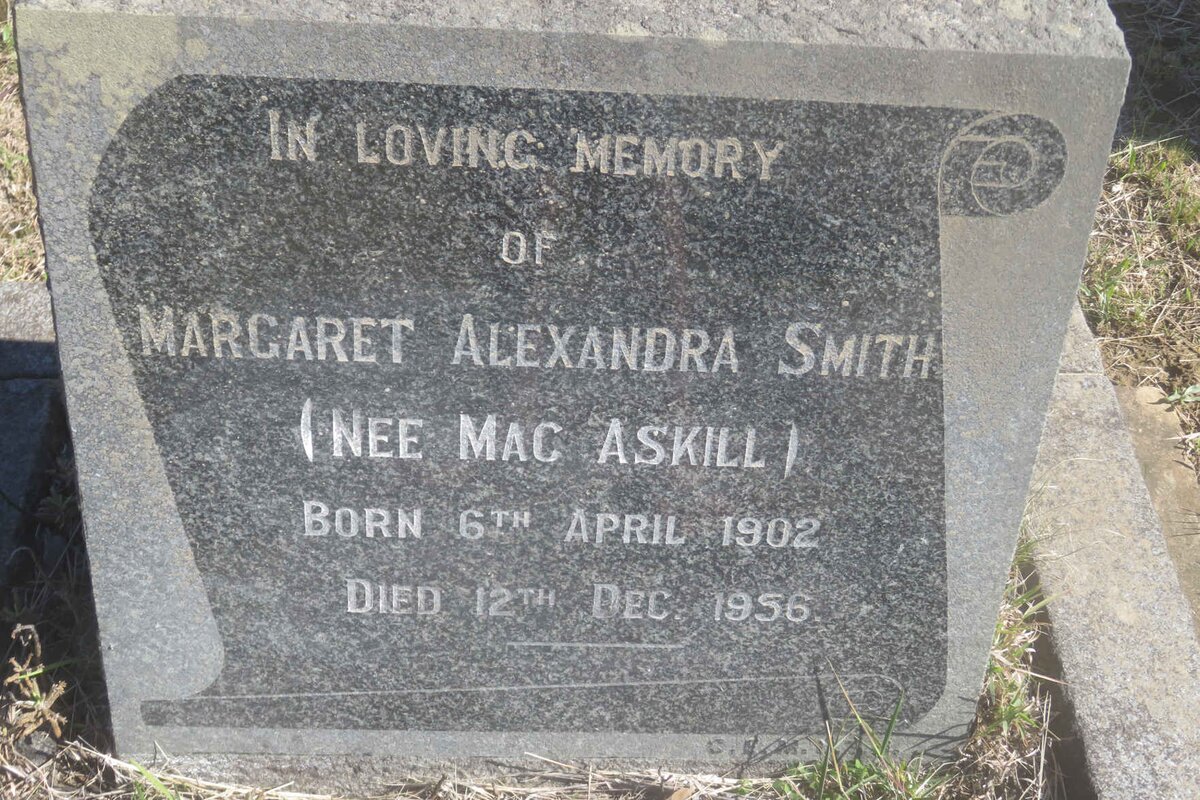 IN LOVING MEMORY
OF
MARGARET ALEXANDRA SMITH
(NEE MAC ASKILL)
BORN 6TH APRIL 1902
DIED 12TH DEC. 1956.